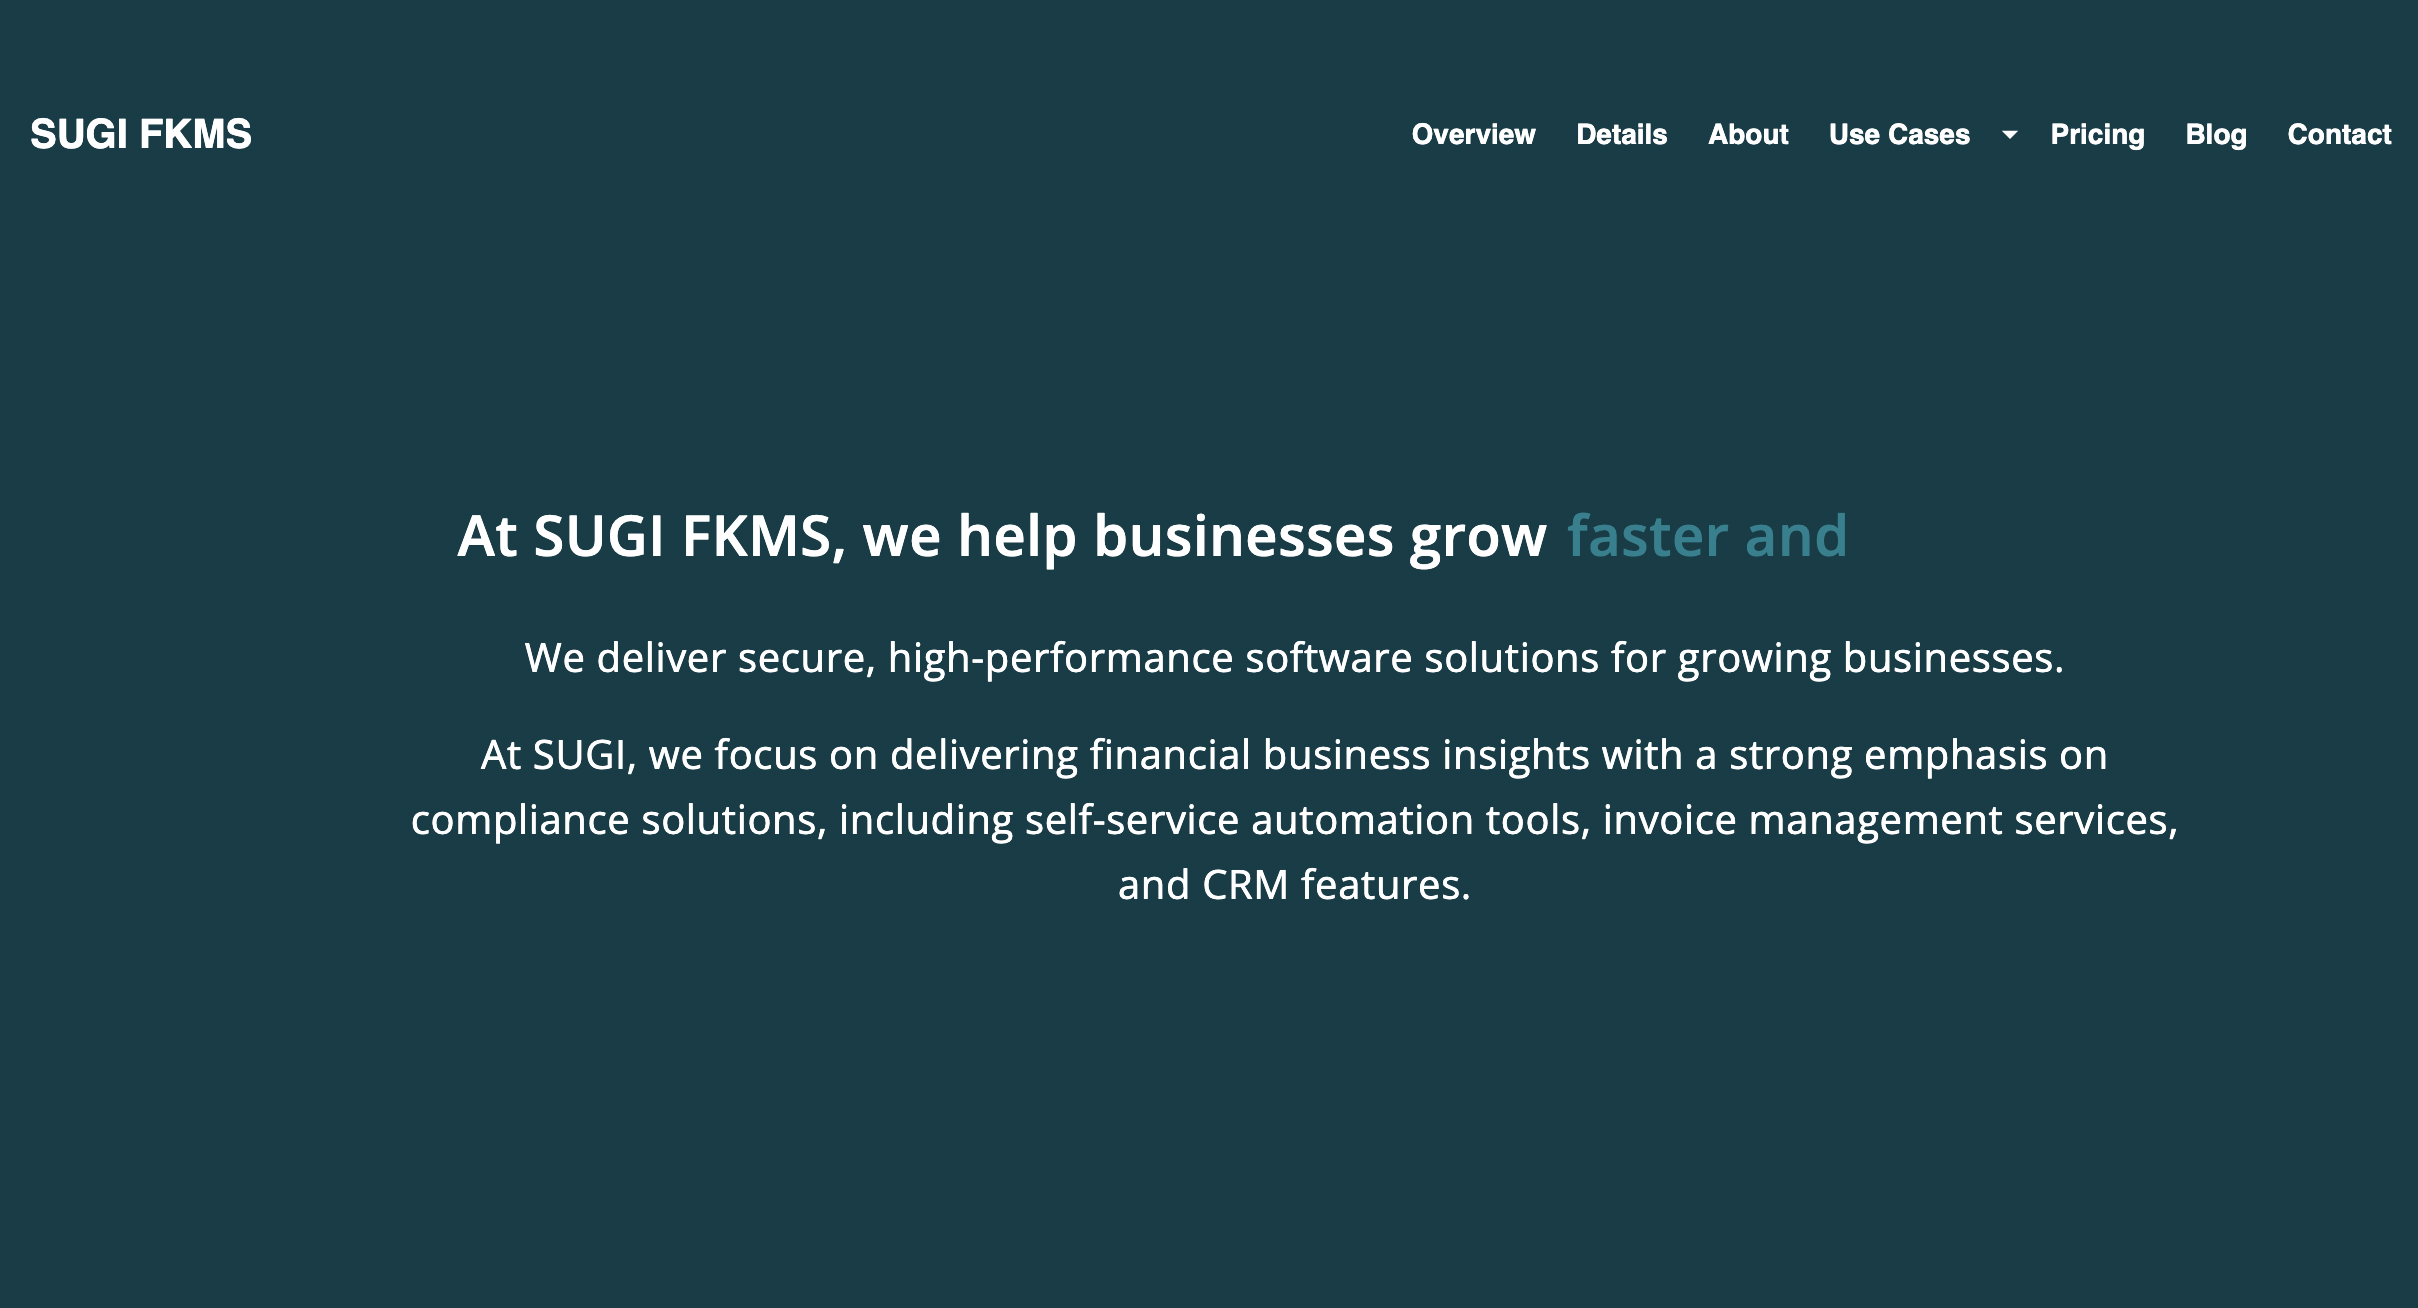 SUGI FKMS
Overview Details About Use Cases Pricing Blog Contact
At SUGI FKMS, we help businesses grow faster and
We deliver secure, high-performance software solutions for growing businesses.
At SUGI, we focus on delivering financial business insights with a strong emphasis on
compliance solutions, including self-service automation tools, invoice management services,
and CRM features.